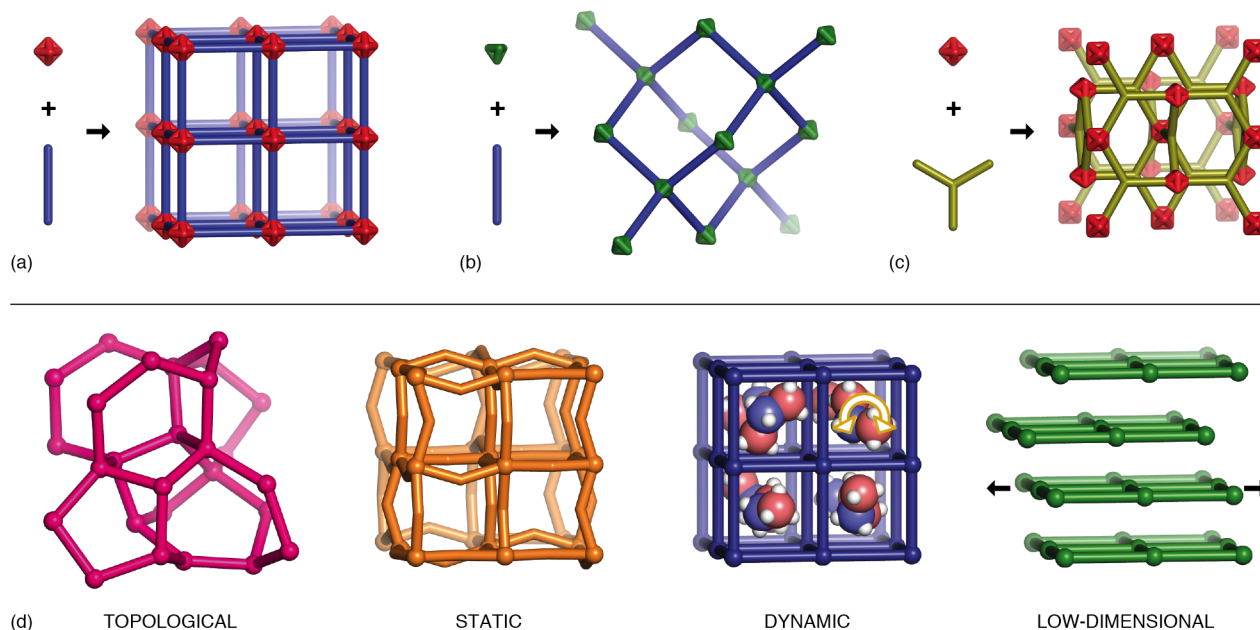 +
+
+
(a)
(b)
(c)
(d)
TOPOLOGICAL
STATIC
DYNAMIC
LOW-DIMENSIONAL